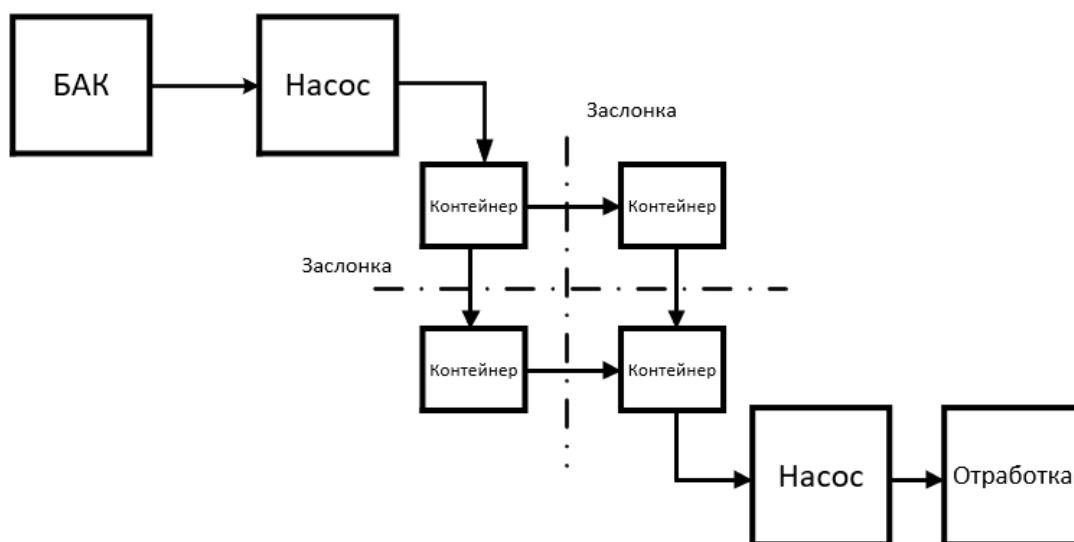 БАК
Насос
Заслонка
Контейнер
Контейнер
Заслонка
Контейнер
Контейнер
Насос
Отработка